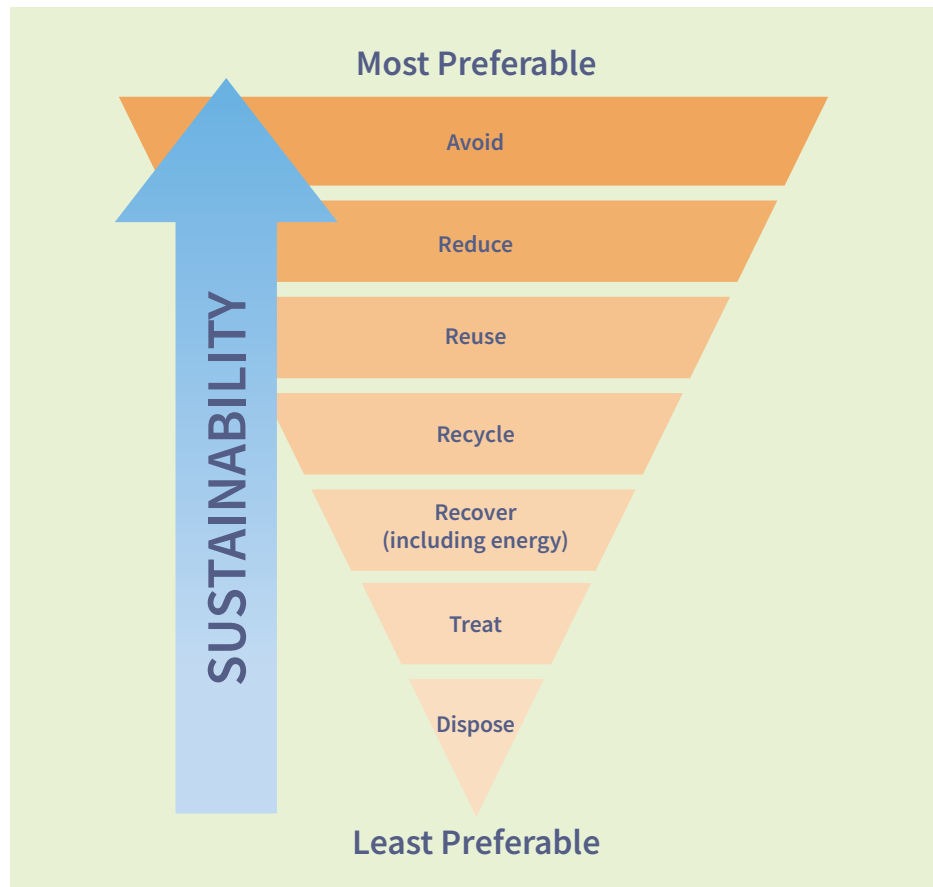 Most Preferable
Avoid
Reduce
Reuse
Recycle
Recover
(including energy)
Treat
Dispose
Least Preferable
SUSTAINABILITY